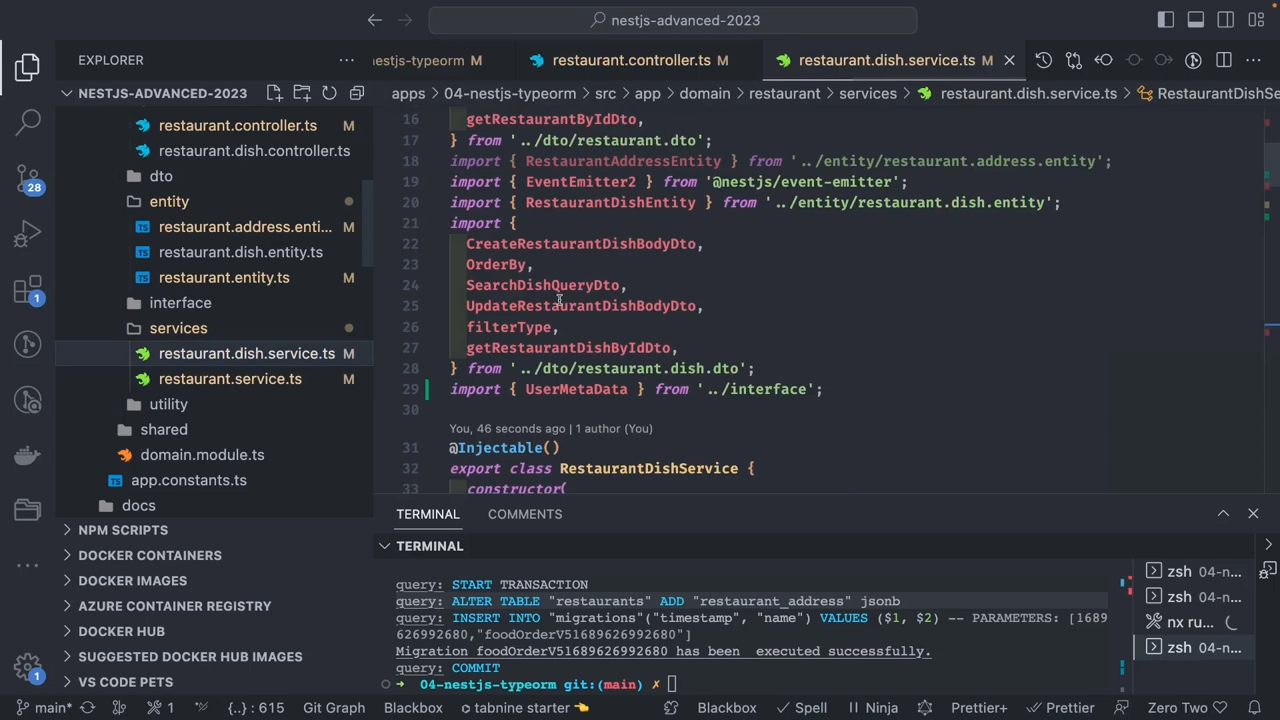 nestjs-advanced-2023
EXPLORER
estjs-typeorm M
restaurant.controller.ts M
restaurant.dish.service.ts M
NESTJS-ADVANCED-2023
apps > 04-nestjs-typeorm > src > app > domain > restaurant > services > restaurant.dish.service.ts > RestaurantDishSe
restaurant.controller.ts M
restaurant.dish.controller.ts
dto
entity
restaurant.address.enti... M
restaurant.dish.entity.ts
restaurant.entity.ts M
interface
services
restaurant.dish.service.ts M
restaurant.service.ts M
utility
shared
domain.module.ts
app.constants.ts
docs
NPM SCRIPTS
DOCKER CONTAINERS
DOCKER IMAGES
AZURE CONTAINER REGISTRY
DOCKER HUB
SUGGESTED DOCKER HUB IMAGES
VS CODE PETS
28
1
1
16 getRestaurantByIdDto,
17 } from '../dto/restaurant.dto';
18 import { RestaurantAddressEntity } from '../entity/restaurant.address.entity';
19 import { EventEmitter2 } from '@nestjs/event-emitter';
20 import { RestaurantDishEntity } from '../entity/restaurant.dish.entity';
21 import {
22 CreateRestaurantDishBodyDto,
23 OrderBy,
24 SearchDishQueryDto,
25 UpdateRestaurantDishBodyDto,
26 filterType,
27 getRestaurantDishByIdDto,
28 } from '../dto/restaurant.dish.dto';
29 import { UserMetaData } from '../interface';
30
You, 46 seconds ago | 1 author (You)
31 @Injectable()
32 export class RestaurantDishService {
33 constructor(
TERMINAL
COMMENTS
TERMINAL
query: START TRANSACTION
query: ALTER TABLE "restaurants" ADD "restaurant_address" jsonb
query: INSERT INTO "migrations"("timestamp", "name") VALUES ($1, $2) -- PARAMETERS: [1689
626992680,"foodOrderV51689626992680"]
Migration foodOrderV51689626992680 has been executed successfully.
query: COMMIT
→ 04-nestjs-typeorm git:(main) ✗
zsh 04-n...
zsh 04-n...
nx ru...
zsh 04-n...
main* 1 {..} : 615 Git Graph Blackbox tabnine starter 👈 Blackbox Spell Ninja Prettier+ Prettier Zero Two